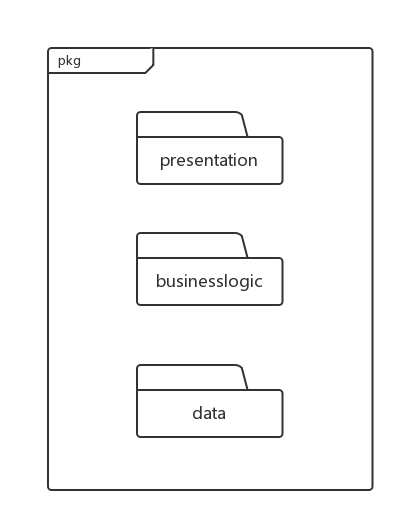 pkg
presentation
businesslogic
data